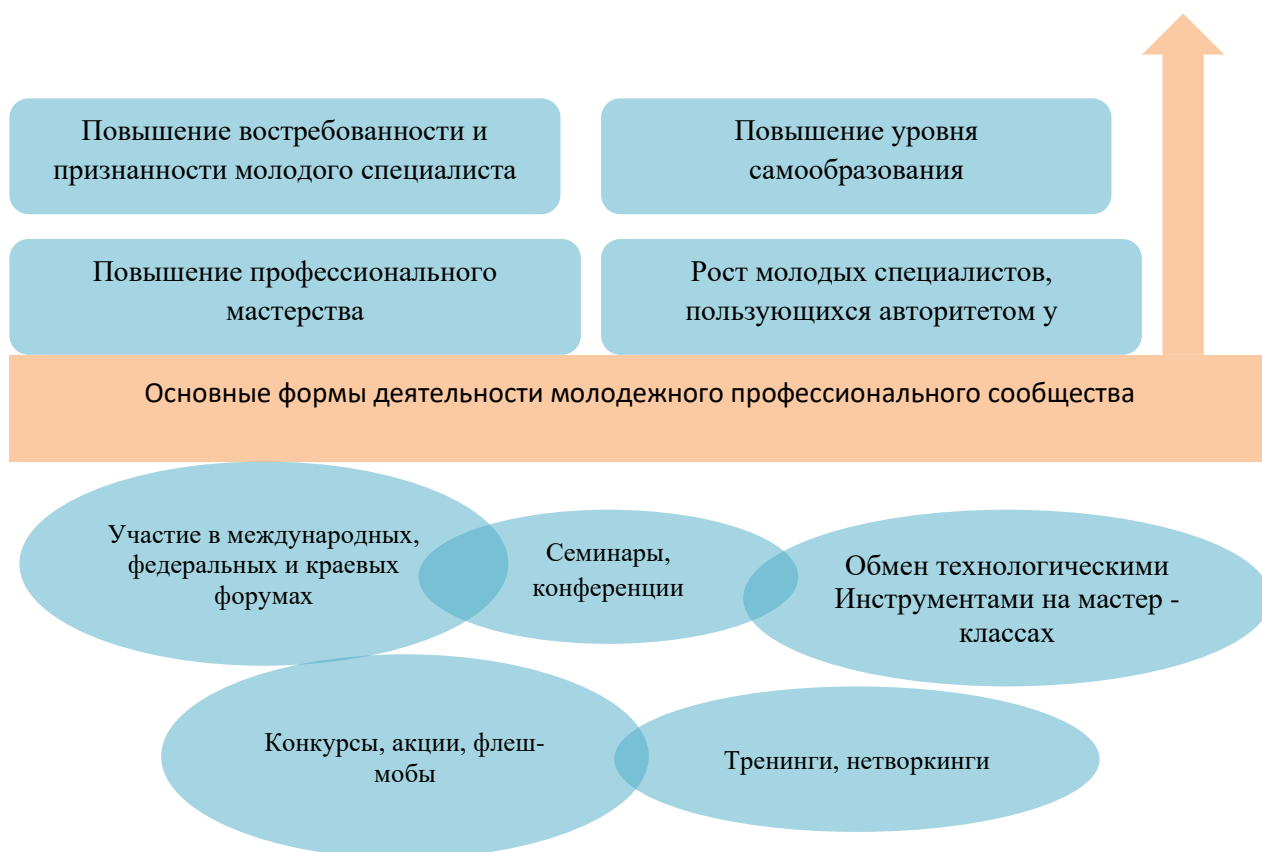 Повышение востребованности и
признанности молодого специалиста
Повышение уровня
самообразования
Повышение профессионального
мастерства
Рост молодых специалистов,
пользующихся авторитетом у
Основные формы деятельности молодежного профессионального сообщества
Участие в международных,
федеральных и краевых
форумах
Семинары,
конференции
Обмен технологическими
Инструментами на мастер -
классах
Конкурсы, акции, флеш-
мобы
Тренинги, нетворкинги